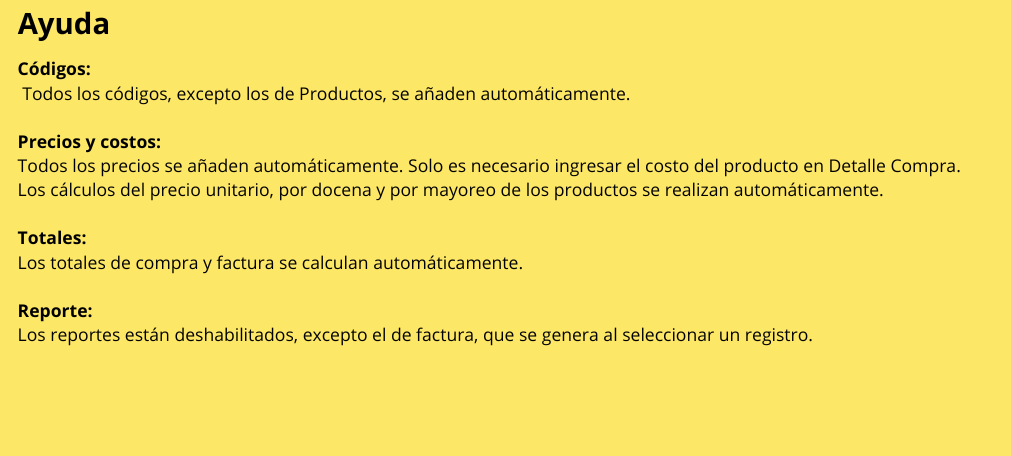 Ayuda
Códigos:
Todos los códigos, excepto los de Productos, se añaden automáticamente.
Precios y costos:
Todos los precios se añaden automáticamente. Solo es necesario ingresar el costo del producto en Detalle Compra.
Los cálculos del precio unitario, por docena y por mayoreo de los productos se realizan automáticamente.
Totales:
Los totales de compra y factura se calculan automáticamente.
Reporte:
Los reportes están deshabilitados, excepto el de factura, que se genera al seleccionar un registro.